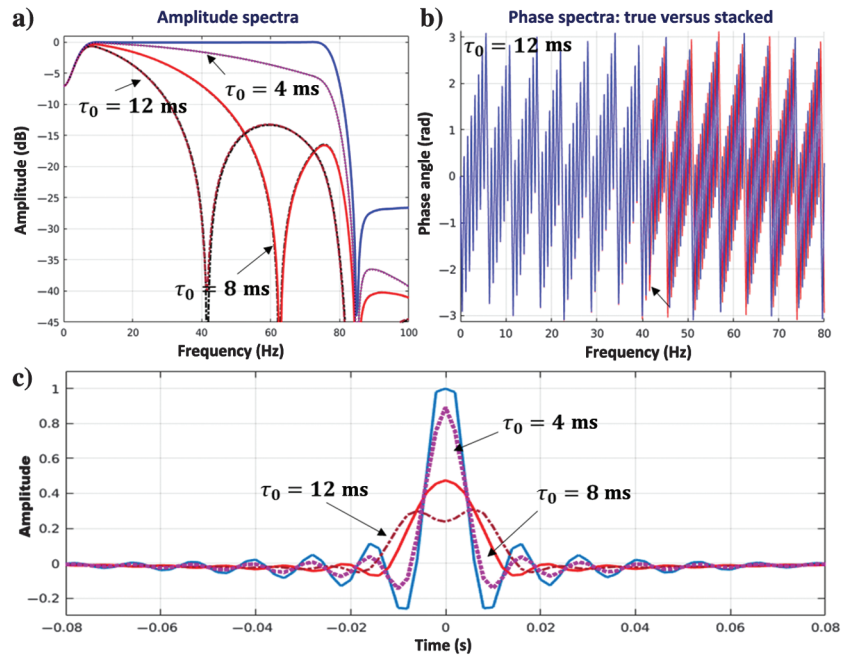 a) Amplitude spectra
0
−5
−10
−15
−20
−25
−30
−35
−40
−45
Amplitude (dB)
τ0 = 12 ms
τ0 = 4 ms
τ0 = 8 ms
0 20 40 60 80 100
Frequency (Hz)
b) Phase spectra: true versus stacked
τ0 = 12 ms
3
2
1
0
−1
−2
−3
Phase angle (rad)
0 10 20 30 40 50 60 70 80
Frequency (Hz)
c)
1
0.8
0.6
0.4
0.2
0
−0.2
Amplitude
τ0 = 4 ms
τ0 = 12 ms
τ0 = 8 ms
−0.08 −0.06 −0.04 −0.02 0 0.02 0.04 0.06 0.08
Time (s)